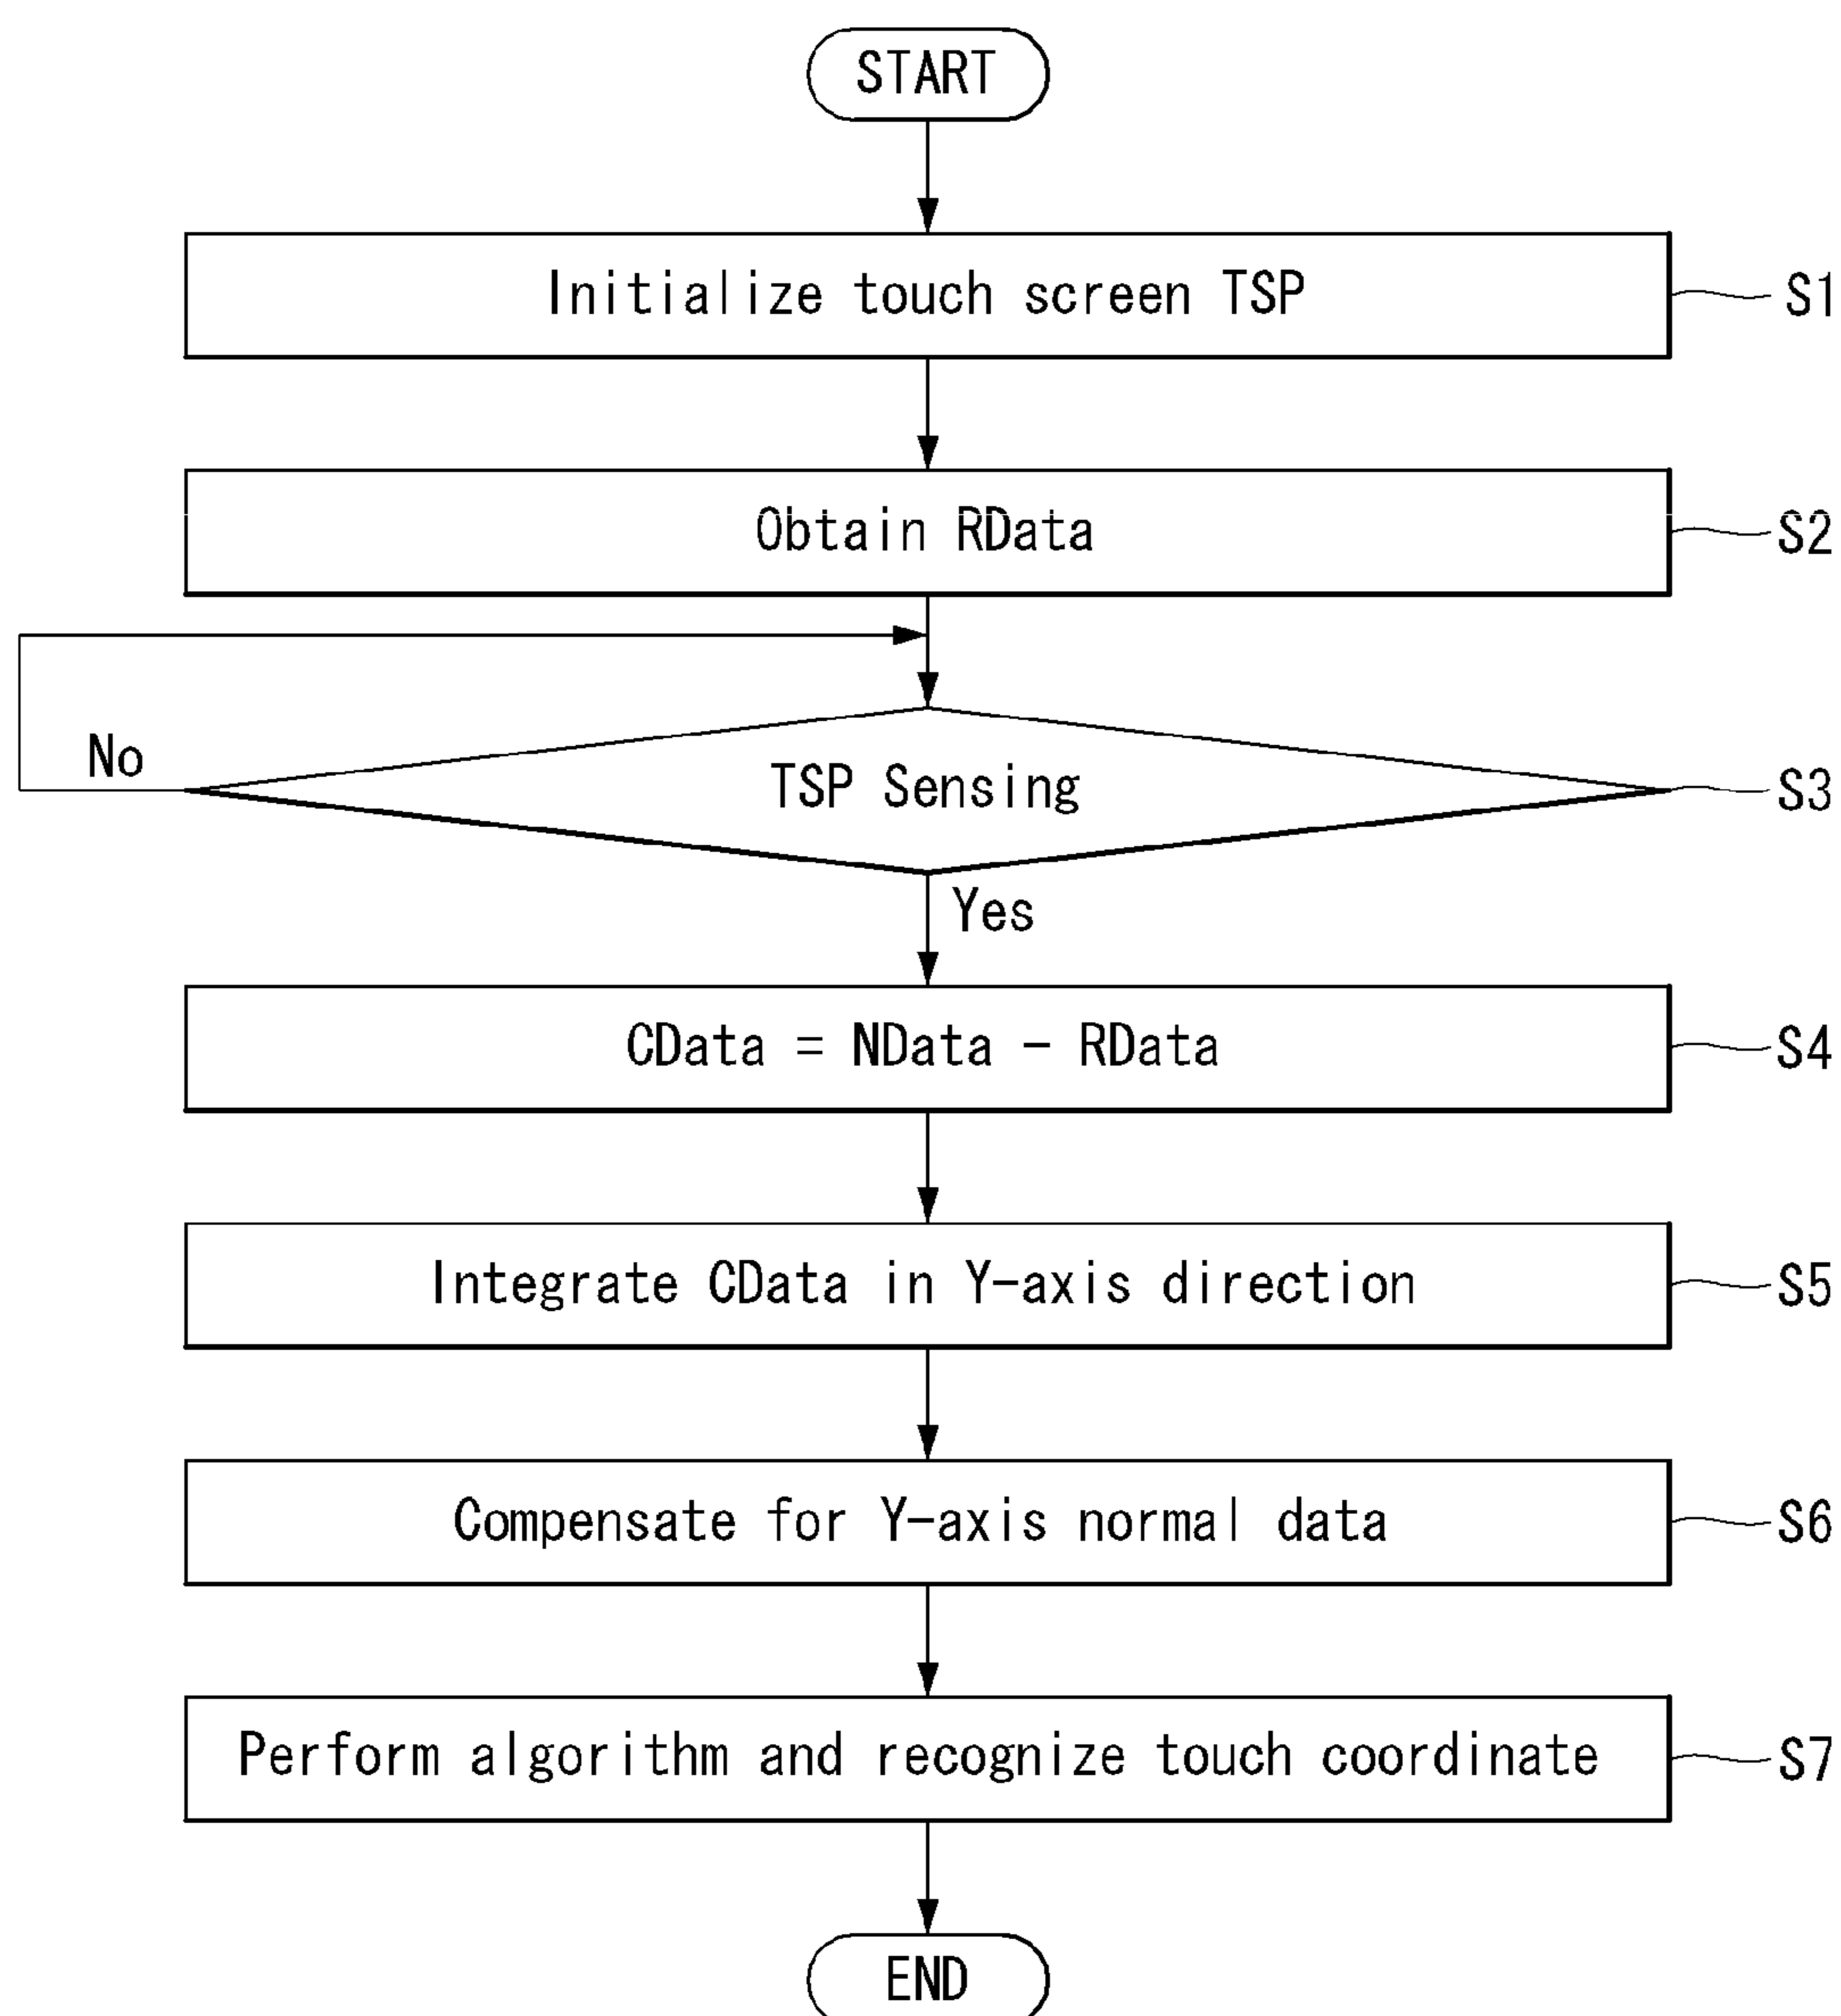 START
Initialize touch screen TSP
S1
Obtain RData
S2
No
TSP Sensing
S3
Yes
CData = NData - RData
S4
Integrate CData in Y-axis direction
S5
Compensate for Y-axis normal data
S6
Perform algorithm and recognize touch coordinate
S7
END